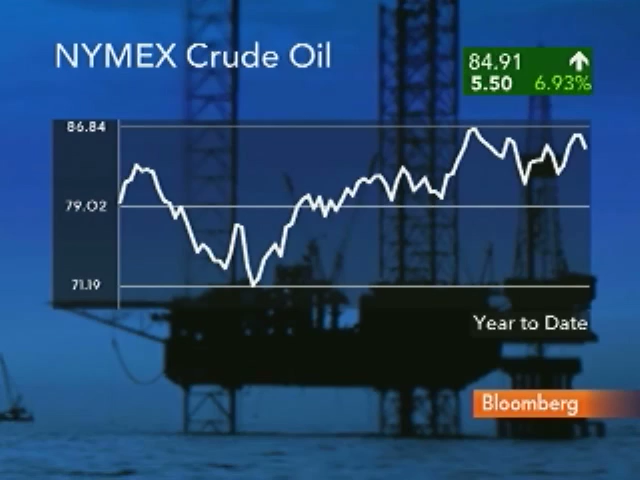 NYMEX Crude Oil
84.91
5.50 6.93%
86.84
79.02
71.19
Year to Date
Bloomberg